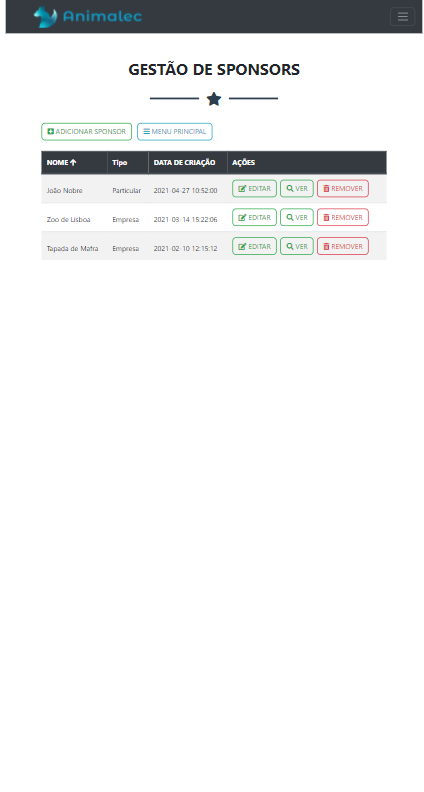 Animalec
GESTÃO DE SPONSORS
ADICIONAR SPONSOR MENU PRINCIPAL
NOME Tipo DATA DE CRIAÇÃO AÇÕES
João Nobre Particular 2021-04-27 10:52:00 EDITAR VER REMOVER
Zoo de Lisboa Empresa 2021-03-14 15:22:06 EDITAR VER REMOVER
Tapada de Mafra Empresa 2021-02-10 12:15:12 EDITAR VER REMOVER